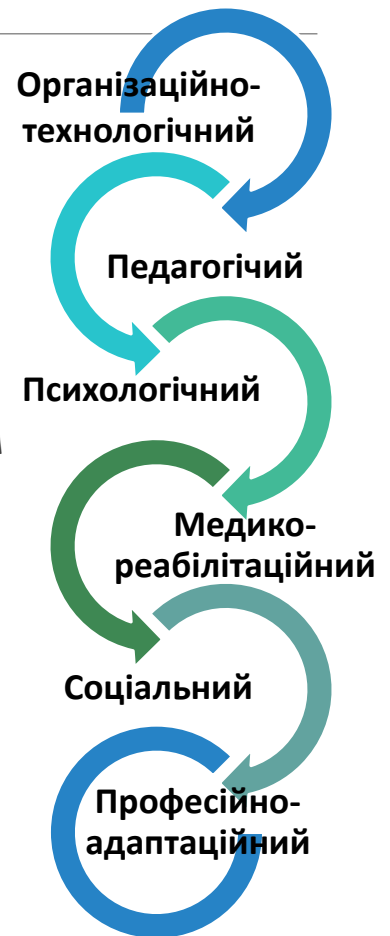 Організаційно-
технологічний
Педагогічий
Психологічний
Медико-
реабілітаційний
Соціальний
Професійно-
адаптаційний